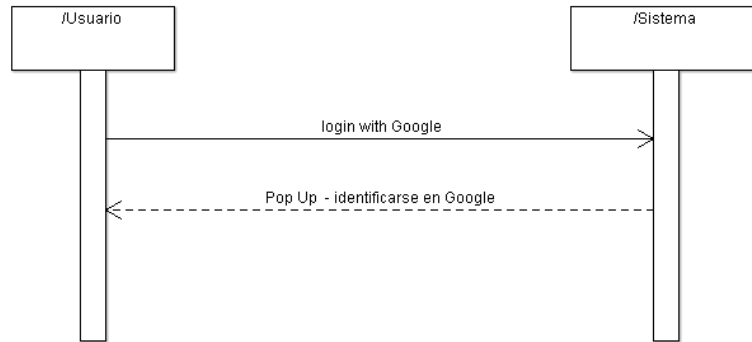 /Usuario
/Sistema
login with Google
Pop Up - identificarse en Google